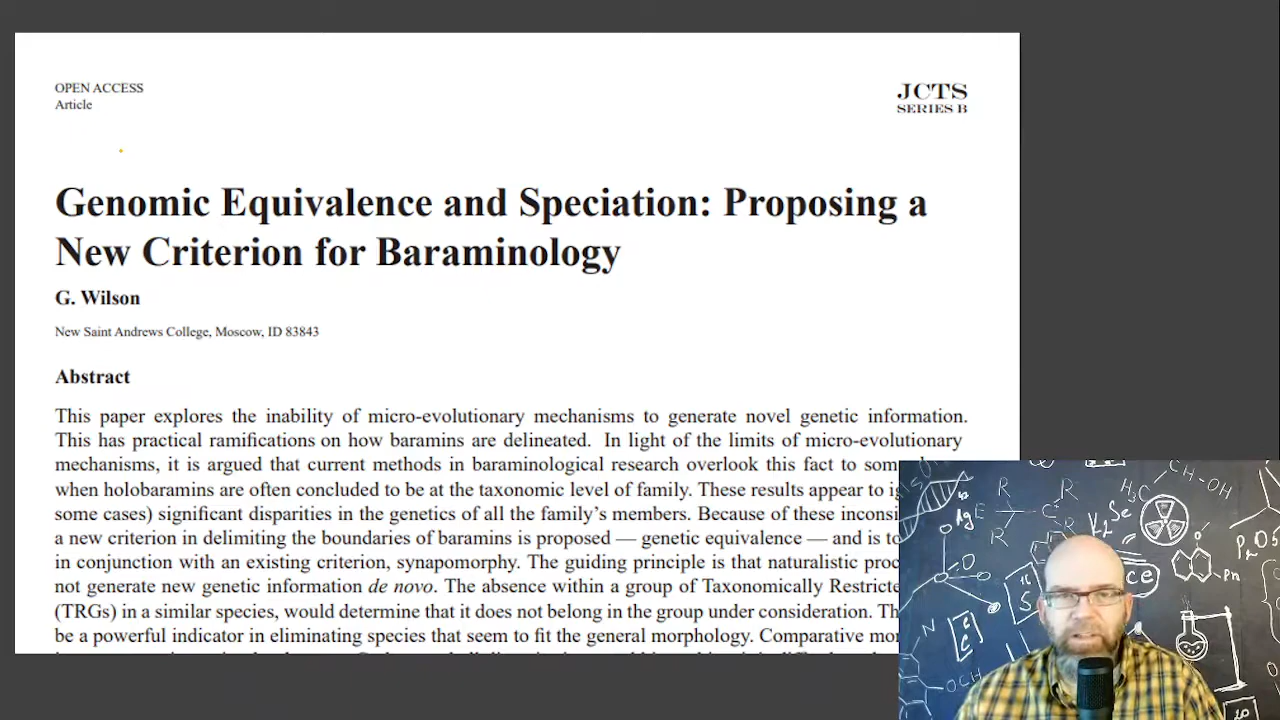 OPEN ACCESS
Article
JCTS
SERIES B
Genomic Equivalence and Speciation: Proposing a
New Criterion for Baraminology
G. Wilson
New Saint Andrews College, Moscow, ID 83843
Abstract
This paper explores the inability of micro-evolutionary mechanisms to generate novel genetic information.
This has practical ramifications on how baramins are delineated. In light of the limits of micro-evolutionary
mechanisms, it is argued that current methods in baraminological research overlook this fact to som
when holobaramins are often concluded to be at the taxonomic level of family. These results appear to ig
some cases) significant disparities in the genetics of all the family's members. Because of these inconsi
a new criterion in delimiting the boundaries of baramins is proposed — genetic equivalence — and is to
in conjunction with an existing criterion, synapomorphy. The guiding principle is that naturalistic proc
not generate new genetic information de novo. The absence within a group of Taxonomically Restricte
(TRGs) in a similar species, would determine that it does not belong in the group under consideration. Th
be a powerful indicator in eliminating species that seem to fit the general morphology. Comparative mor
R R H₃C CH-OH
Ag E C Se
R
O Pn
N
OCH